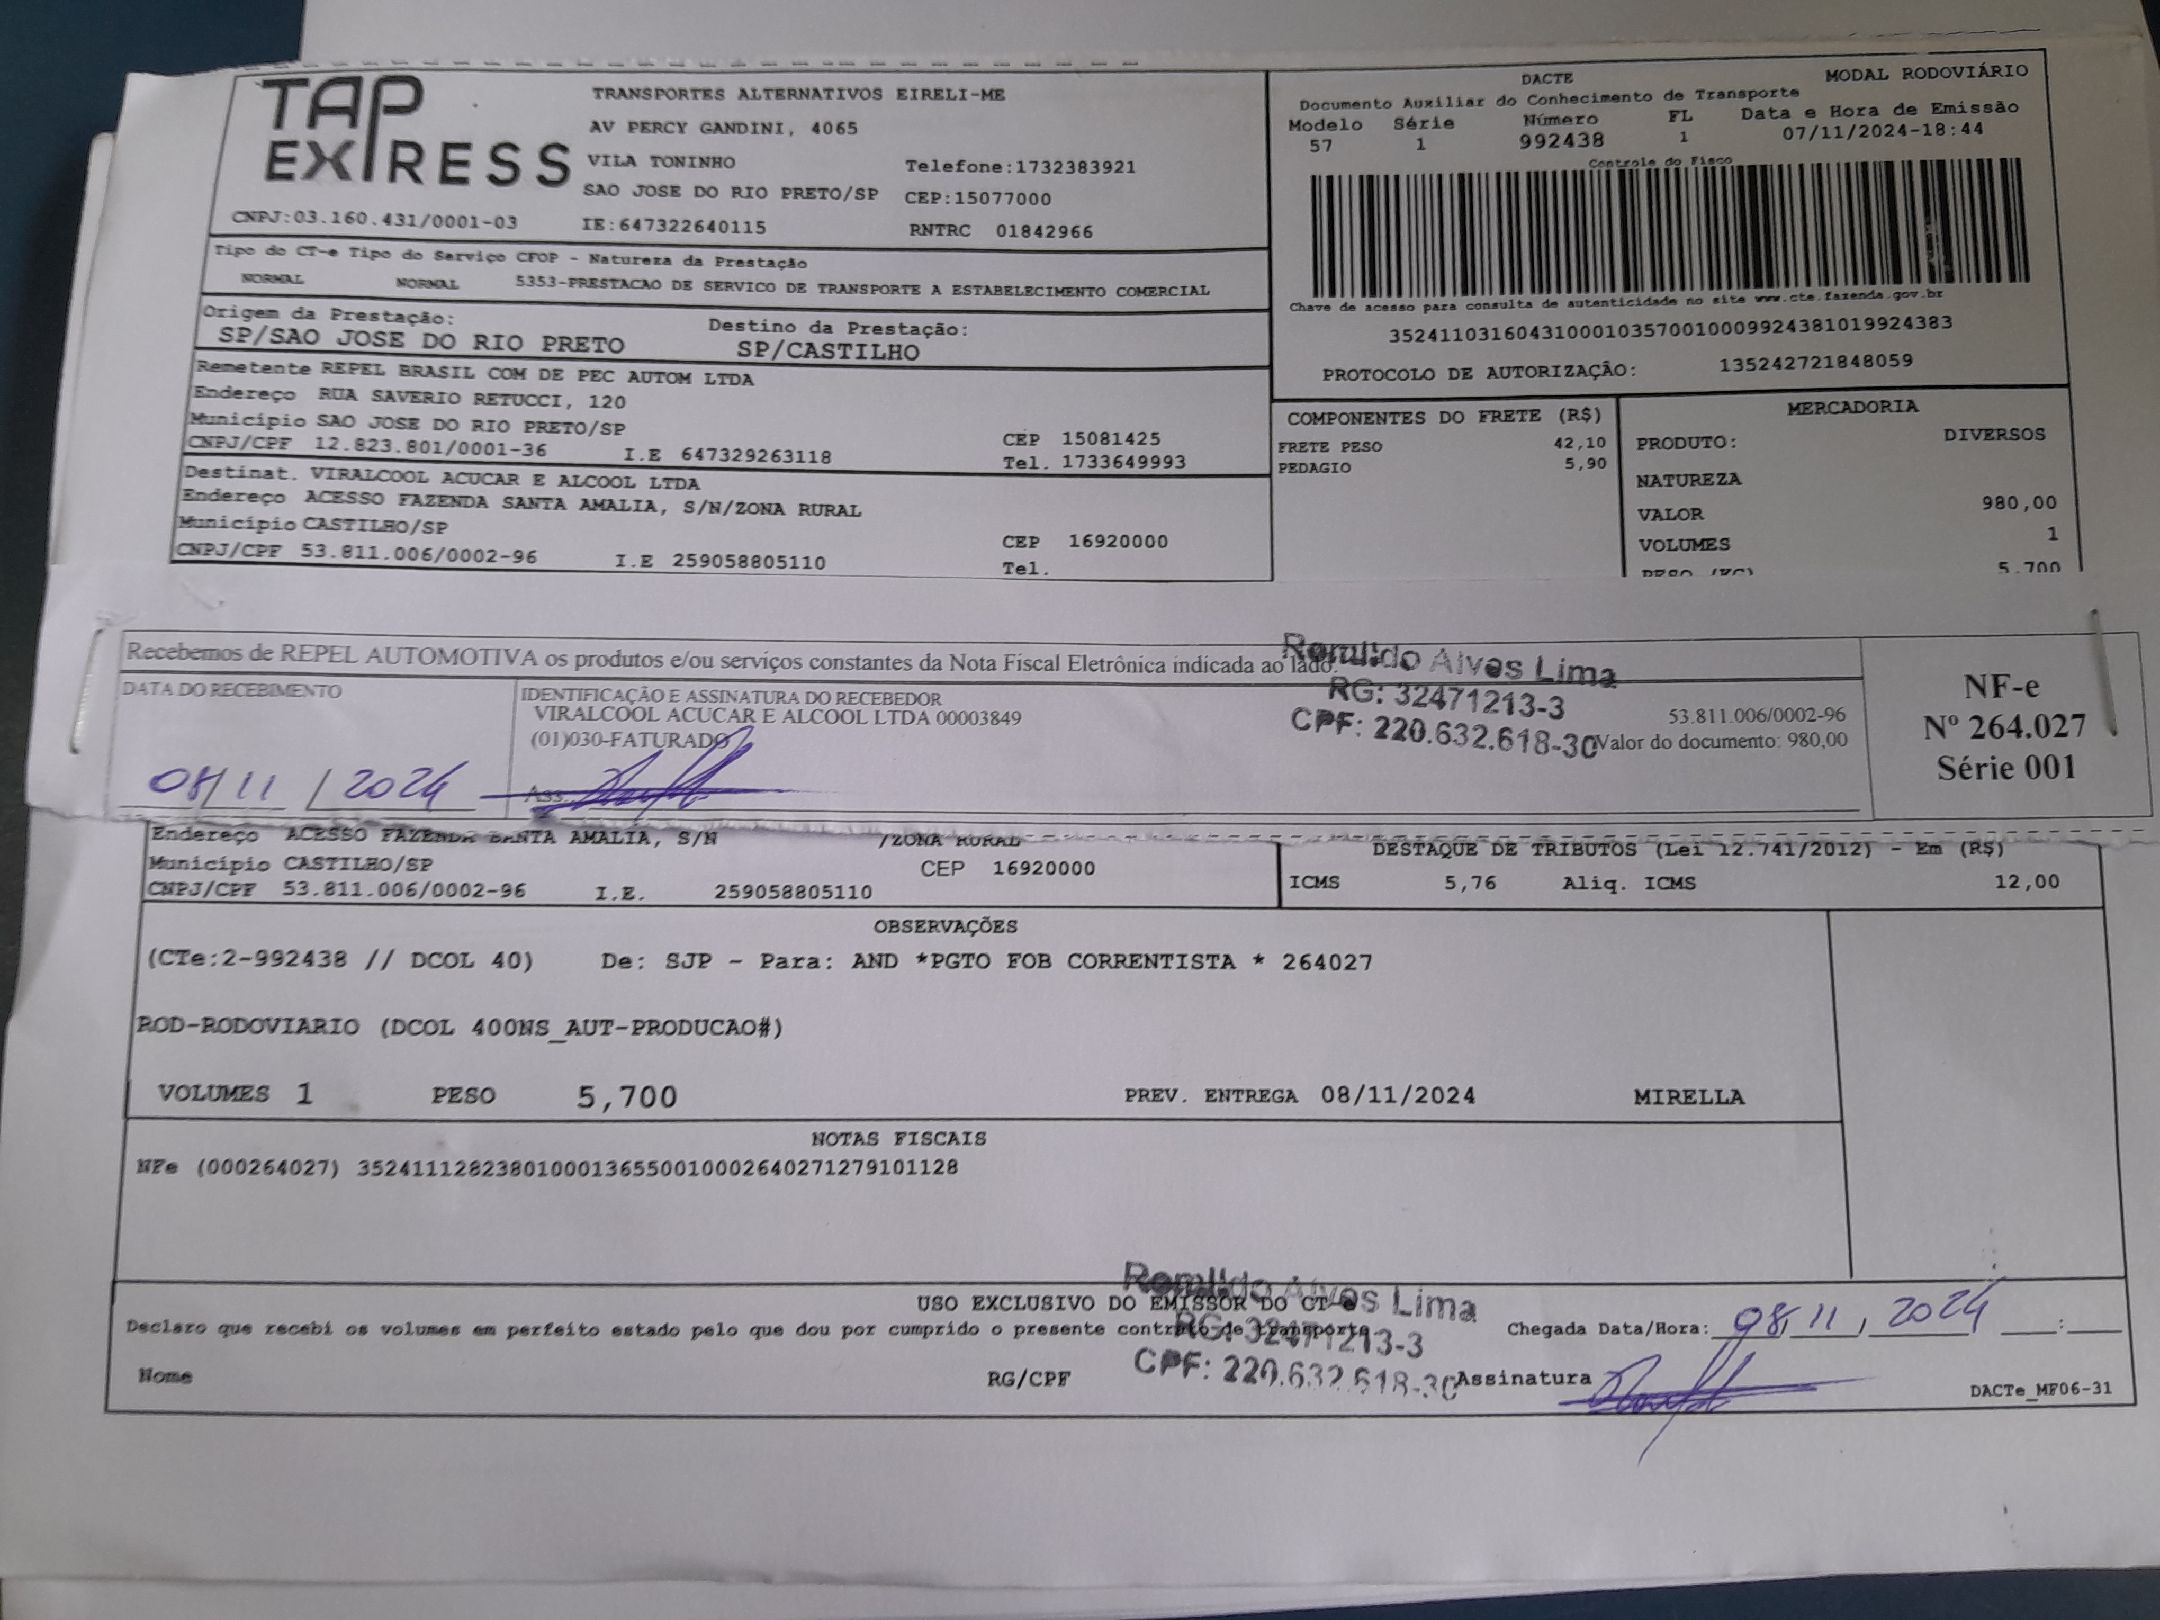 TAP EXPRESS
TRANSPORTES ALTERNATIVOS EIRELI-ME
AV PERCY GANDINI, 4065
VILA TONINHO
Telefone:1732383921
SAO JOSE DO RIO PRETO/SP CEP:15077000
CNPJ:03.160.431/0001-03 IE:647322640115 RNTRC 01842966
DACTE MODAL RODOVIÁRIO
Documento Auxiliar do Conhecimento de Transporte
Modelo Série Número FL Data e Hora de Emissão
57 1 992438 1 07/11/2024-18:44
Controle do Fisco
Chave de acesso para consulta de autenticidade no site www.cte.fazenda.gov.br
35241103160431000103570010009924381019924383
PROTOCOLO DE AUTORIZAÇÃO: 135242721848059
Tipo do CT-e Tipo do Serviço CFOP - Natureza da Prestação
NORMAL NORMAL 5353-PRESTACAO DE SERVICO DE TRANSPORTE A ESTABELECIMENTO COMERCIAL
Origem da Prestação: Destino da Prestação:
SP/SAO JOSE DO RIO PRETO SP/CASTILHO
Remetente REPEL BRASIL COM DE PEC AUTOM LTDA
Endereço RUA SAVERIO RETUCCI, 120
Município SAO JOSE DO RIO PRETO/SP CEP 15081425
CNPJ/CPF 12.823.801/0001-36 I.E 647329263118 Tel. 1733649993
Destinat. VIRALCOOL ACUCAR E ALCOOL LTDA
Endereço ACESSO FAZENDA SANTA AMALIA, S/N/ZONA RURAL
Município CASTILHO/SP CEP 16920000
CNPJ/CPF 53.811.006/0002-96 I.E 259058805110 Tel.
COMPONENTES DO FRETE (R$)
FRETE PESO 42,10
PEDAGIO 5,90
MERCADORIA
PRODUTO: DIVERSOS
NATUREZA
VALOR 980,00
VOLUMES 1
PESO (KG) 5,700
Recebemos de REPEL AUTOMOTIVA os produtos e/ou serviços constantes da Nota Fiscal Eletrônica indicada ao lado.
DATA DO RECEBIMENTO
08/11/2024
IDENTIFICAÇÃO E ASSINATURA DO RECEBEDOR
VIRALCOOL ACUCAR E ALCOOL LTDA 00003849 53.811.006/0002-96
(01)030-FATURADO Valor do documento: 980,00
Ass.
Romildo Alves Lima
RG: 32471213-3
CPF: 220.632.618-30
NF-e
Nº 264.027
Série 001
Endereço ACESSO FAZENDA SANTA AMALIA, S/N /ZONA RURAL
Município CASTILHO/SP CEP 16920000
CNPJ/CPF 53.811.006/0002-96 I.E. 259058805110
DESTAQUE DE TRIBUTOS (Lei 12.741/2012) - Em (R$)
ICMS 5,76 Aliq. ICMS 12,00
OBSERVAÇÕES
(CTe:2-992438 // DCOL 40) De: SJP - Para: AND *PGTO FOB CORRENTISTA * 264027
ROD-RODOVIARIO (DCOL 400NS_AUT-PRODUCAO#)
VOLUMES 1 PESO 5,700 PREV. ENTREGA 08/11/2024 MIRELLA
NOTAS FISCAIS
NFe (000264027) 35241112823801000136550010002640271279101128
USO EXCLUSIVO DO EMISSOR DO CT-e
Declaro que recebi os volumes em perfeito estado pelo que dou por cumprido o presente contrato de transporte
Chegada Data/Hora: 08/11/2024 :
Nome RG/CPF Assinatura
Romildo Alves Lima
RG: 32471213-3
CPF: 220.632.618-30
DACTe_MF06-31